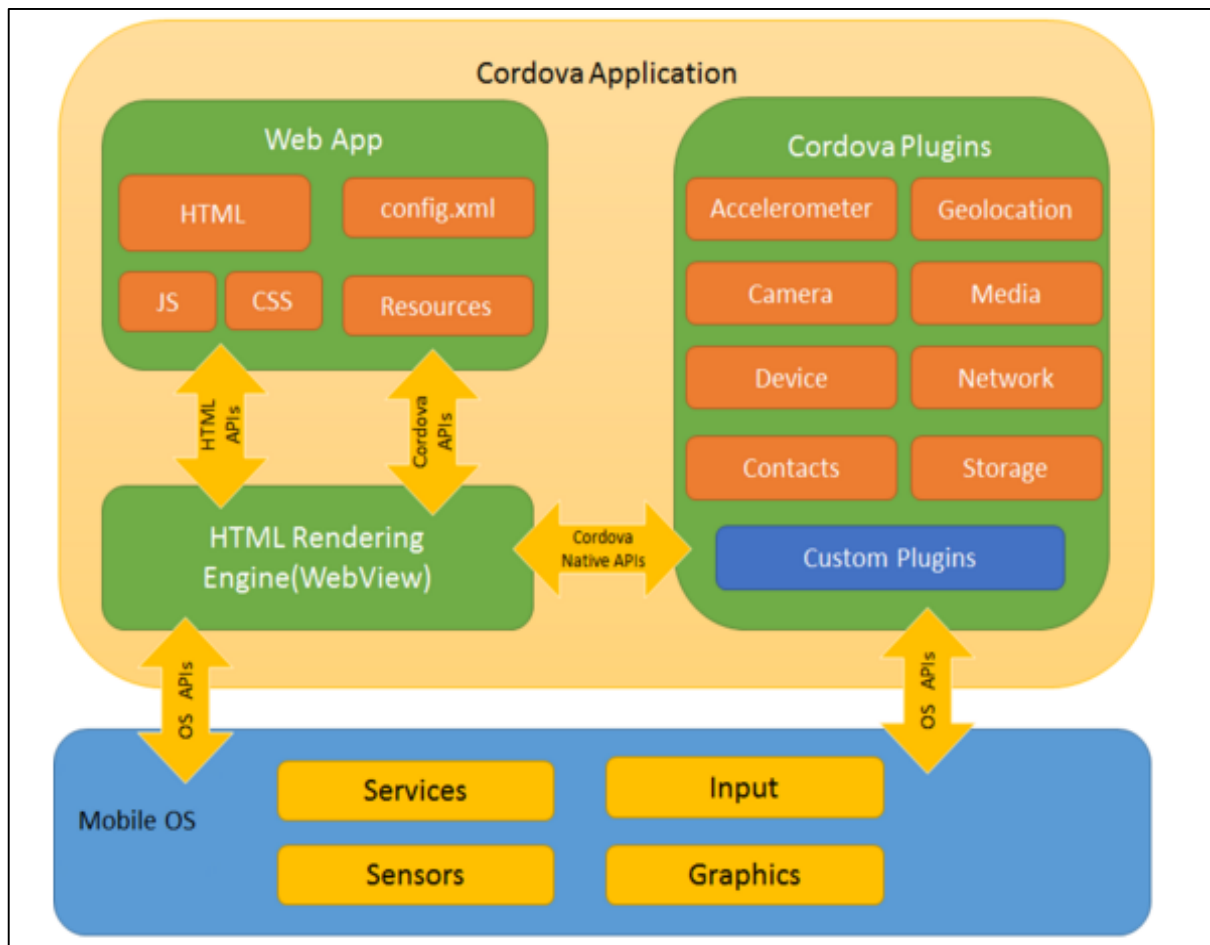 Cordova Application
Web App
HTML
config.xml
JS
CSS
Resources
HTML
APIs
Cordova
APIs
HTML Rendering
Engine(WebView)
Cordova
Native APIs
Cordova Plugins
Accelerometer
Geolocation
Camera
Media
Device
Network
Contacts
Storage
Custom Plugins
OS APIs
OS APIs
Mobile OS
Services
Input
Sensors
Graphics